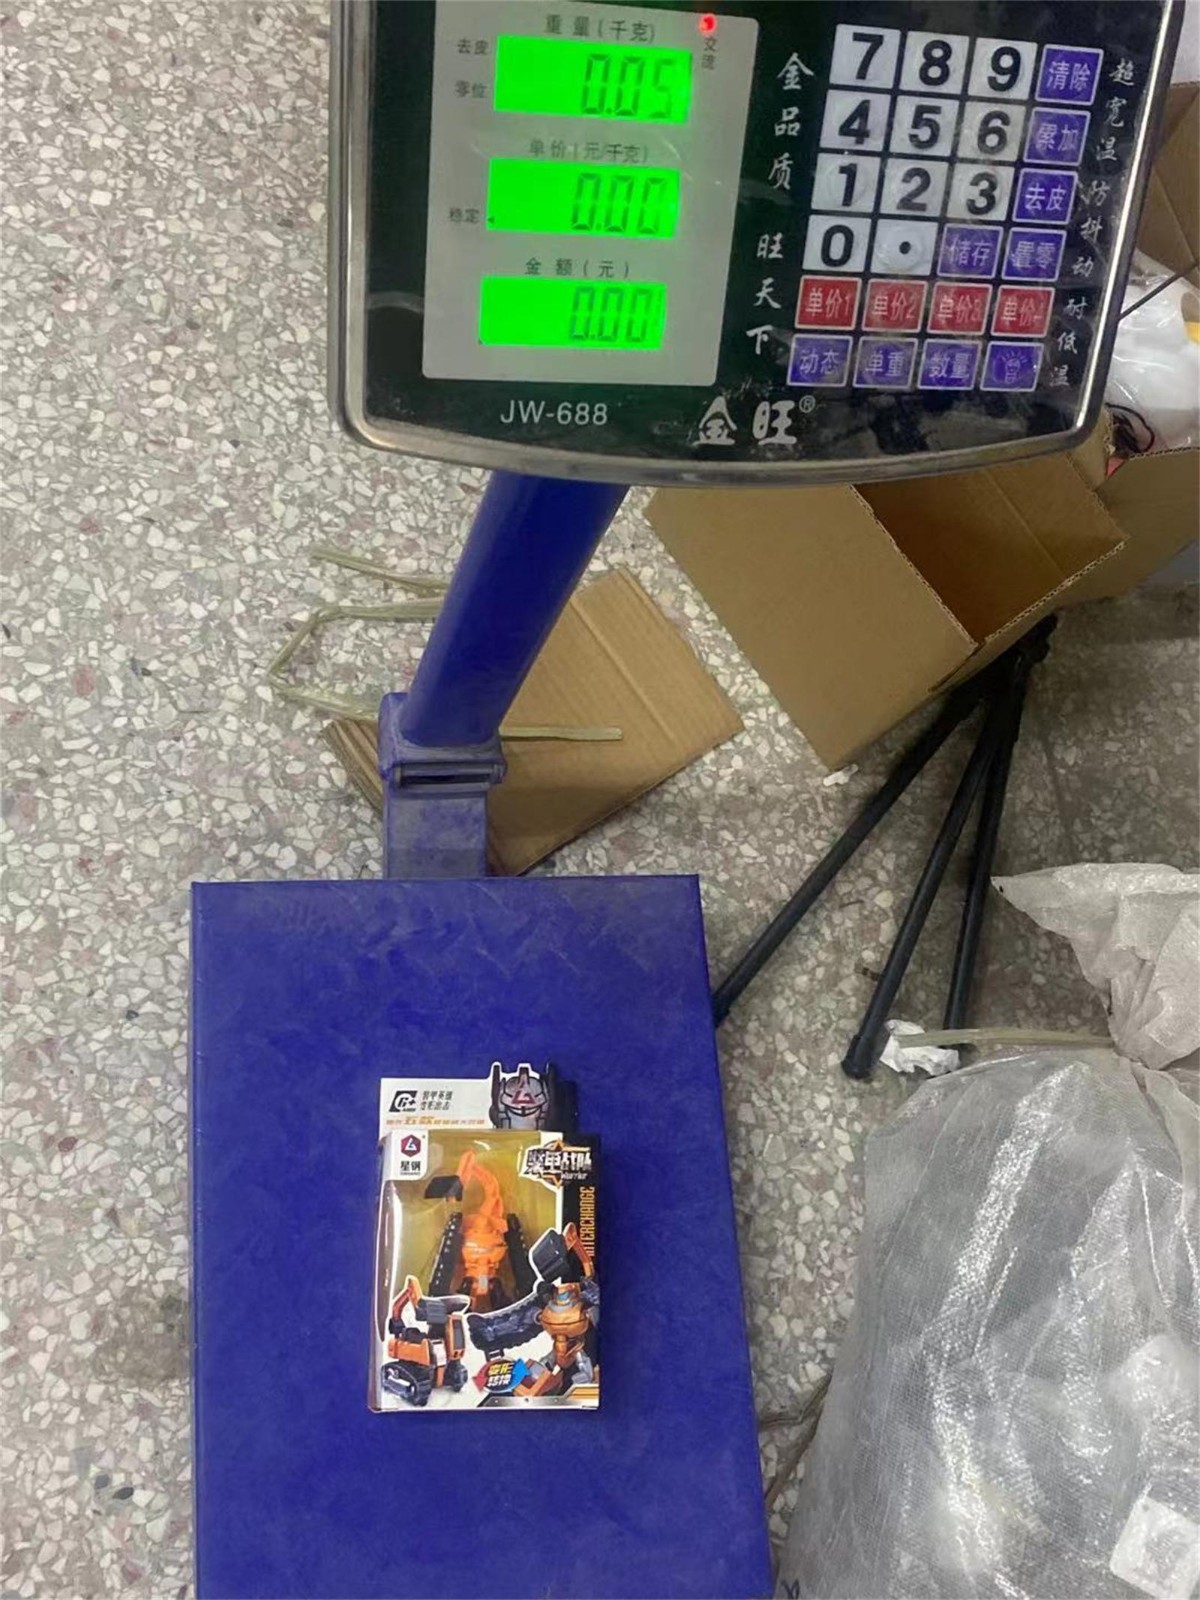 重量(千克)
交流
去皮
零位
0.05
单价(元/千克)
稳定
0.00
金额(元)
0.00
金品质 旺天下
7 8 9 清除
4 5 6 累加
1 2 3 去皮
0 . 储存 置零
单价1 单价2 单价3 单价4
动态 单重 数量
超宽温 防抖动 耐低温
JW-688
金旺®
G+
星钢
INTERCHANGE
变形